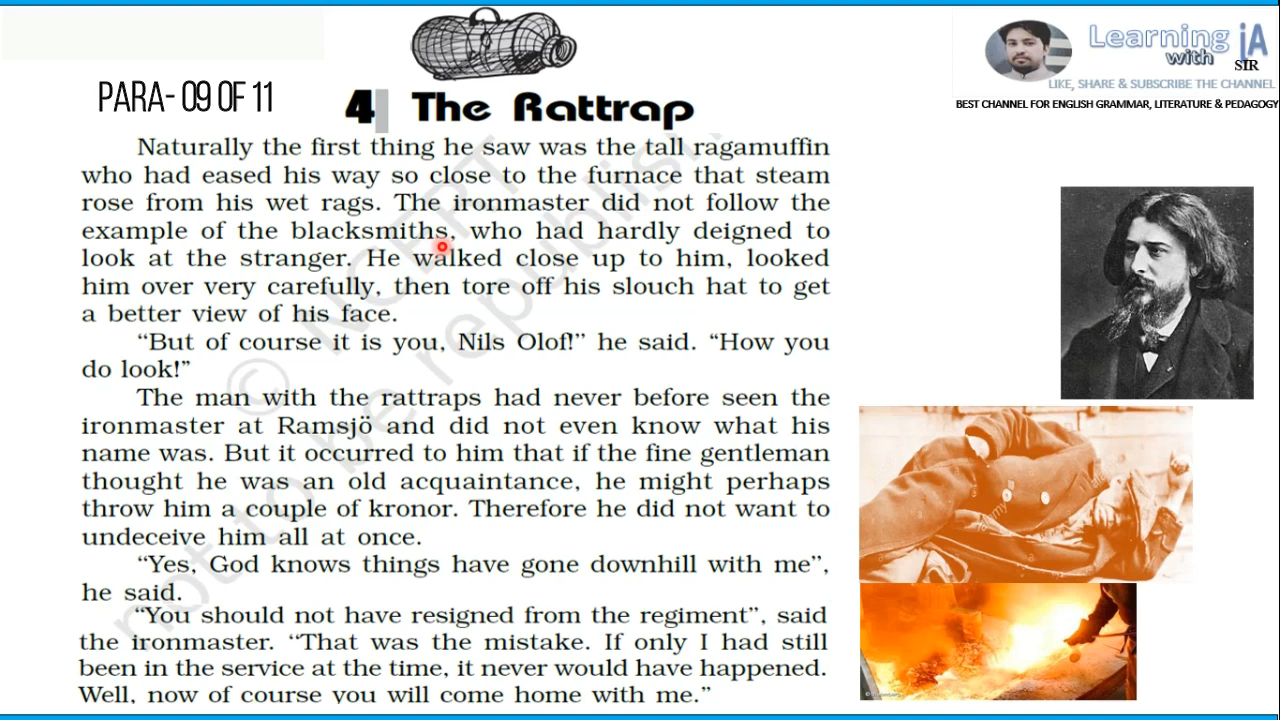 PARA- 09 OF 11
4 The Rattrap
Learning
with iA
SIR
LIKE, SHARE & SUBSCRIBE THE CHANNEL
BEST CHANNEL FOR ENGLISH GRAMMAR, LITERATURE & PEDAGOGY
Naturally the first thing he saw was the tall ragamuffin
who had eased his way so close to the furnace that steam
rose from his wet rags. The ironmaster did not follow the
example of the blacksmiths, who had hardly deigned to
look at the stranger. He walked close up to him, looked
him over very carefully, then tore off his slouch hat to get
a better view of his face.
“But of course it is you, Nils Olof!” he said. “How you
do look!”
The man with the rattraps had never before seen the
ironmaster at Ramsjö and did not even know what his
name was. But it occurred to him that if the fine gentleman
thought he was an old acquaintance, he might perhaps
throw him a couple of kronor. Therefore he did not want to
undeceive him all at once.
“Yes, God knows things have gone downhill with me”,
he said.
“You should not have resigned from the regiment”, said
the ironmaster. “That was the mistake. If only I had still
been in the service at the time, it never would have happened.
Well, now of course you will come home with me.”
© NCERT
not to be republish